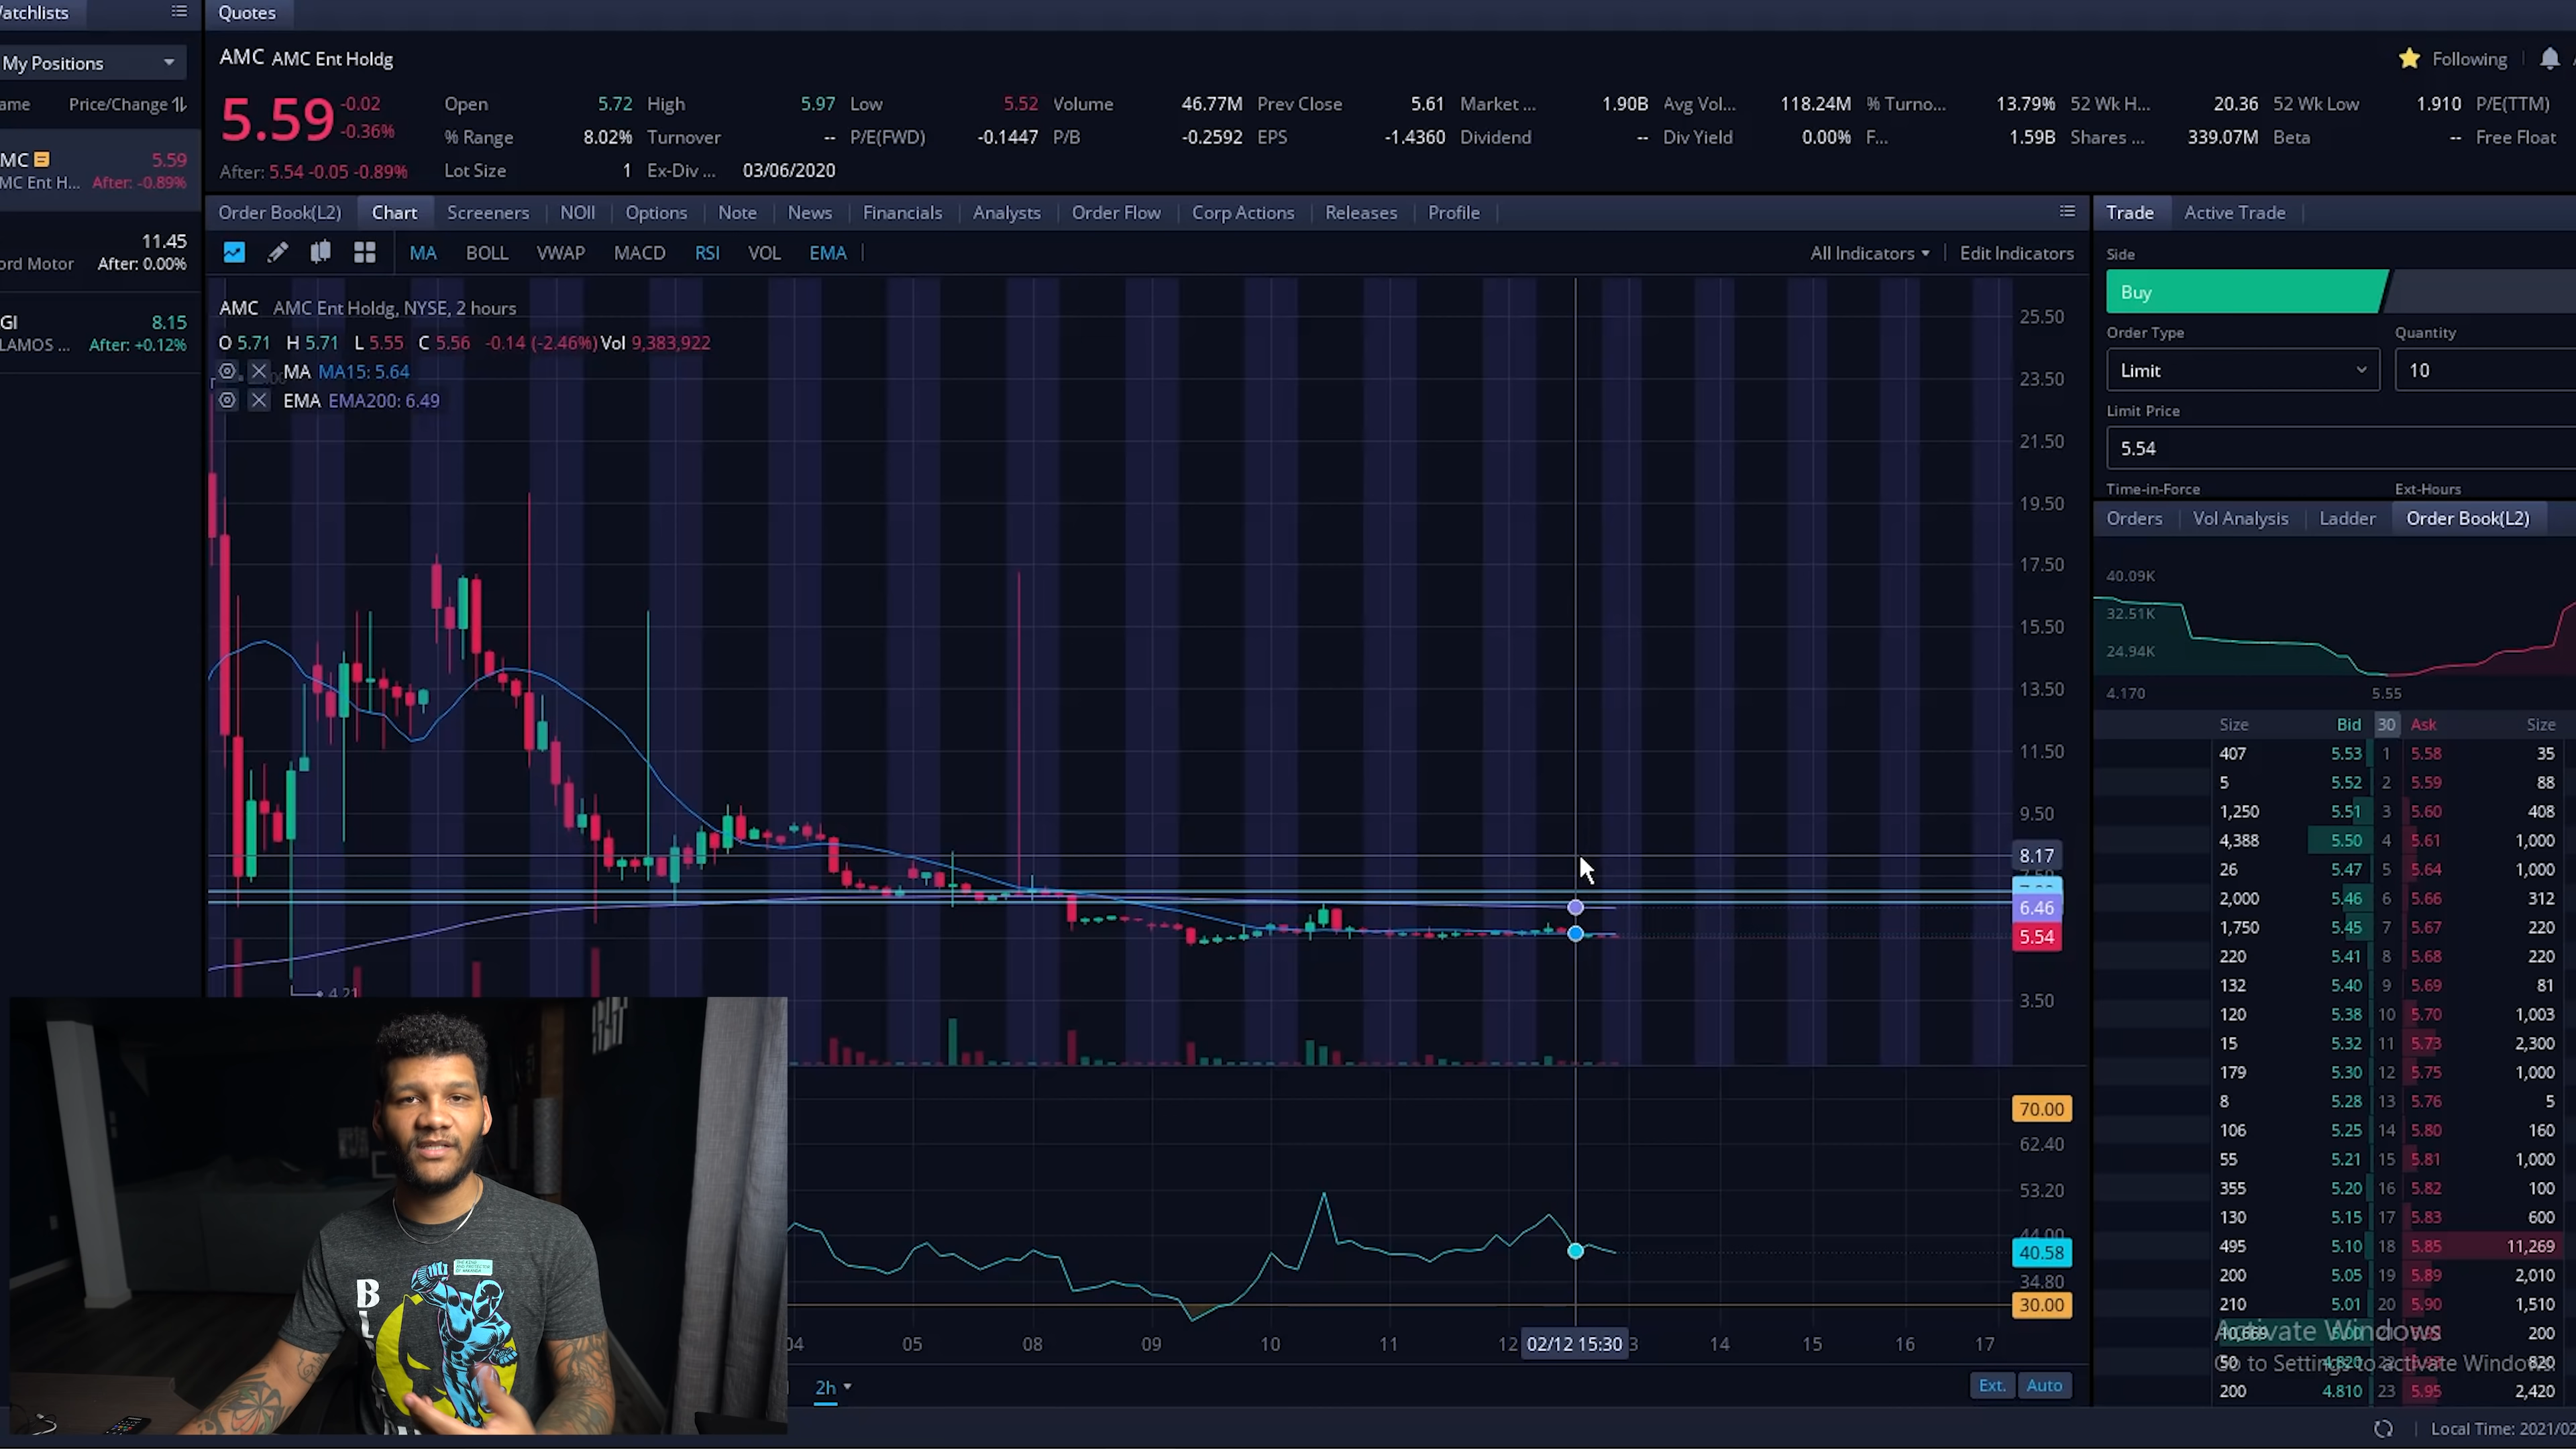 Watchlists
Quotes
My Positions
AMC AMC Ent Holdg
Following
5.59 -0.02 -0.36%
After: 5.54 -0.05 -0.89%
Open 5.72 High 5.97 Low 5.52 Volume 46.77M Prev Close 5.61 Market ... 1.90B Avg Vol... 118.24M % Turno... 13.79% 52 Wk H... 20.36 52 Wk Low 1.910 P/E(TTM)
% Range 8.02% Turnover -- P/E(FWD) -0.1447 P/B -0.2592 EPS -1.4360 Dividend -- Div Yield 0.00% F... 1.59B Shares ... 339.07M Beta -- Free Float
Lot Size 1 Ex-Div ... 03/06/2020
ame Price/Change
MC 5.59
MC Ent H... After: -0.89%
11.45
ord Motor After: 0.00%
GI 8.15
LAMOS ... After: +0.12%
Order Book(L2) Chart Screeners NOII Options Note News Financials Analysts Order Flow Corp Actions Releases Profile
MA BOLL VWAP MACD RSI VOL EMA
All Indicators Edit Indicators
AMC AMC Ent Holdg, NYSE, 2 hours
O 5.71 H 5.71 L 5.55 C 5.56 -0.14 (-2.46%) Vol 9,383,922
MA MA15: 5.64
EMA EMA200: 6.49
25.50
23.50
21.50
19.50
17.50
15.50
13.50
11.50
9.50
8.17
6.46
5.54
3.50
4.21
70.00
62.40
53.20
44.00
40.58
34.80
30.00
04 05 08 09 10 11 12 02/12 15:30 3 14 15 16 17
2h
Ext. Auto
B
L
Trade Active Trade
Side
Buy
Order Type Quantity
Limit 10
Limit Price
5.54
Time-in-Force Ext-Hours
Orders Vol Analysis Ladder Order Book(L2)
40.09K
32.51K
24.94K
4.170 5.55
Size Bid 30 Ask Size
407 5.53 1 5.58 35
5 5.52 2 5.59 88
1,250 5.51 3 5.60 408
4,388 5.50 4 5.61 1,000
26 5.47 5 5.64 1,000
2,000 5.46 6 5.66 312
1,750 5.45 7 5.67 220
220 5.41 8 5.68 220
132 5.40 9 5.69 81
120 5.38 10 5.70 1,003
15 5.32 11 5.73 2,300
179 5.30 12 5.75 1,000
8 5.28 13 5.76 5
106 5.25 14 5.80 160
55 5.21 15 5.81 1,000
355 5.20 16 5.82 100
130 5.15 17 5.83 600
495 5.10 18 5.85 11,269
200 5.05 19 5.89 2,010
210 5.01 20 5.90 1,510
10,669 5.00 200
50 4.820 820
200 4.810 23 5.95 2,420
Activate Windows
Go to Settings to activate Windows.
Local Time: 2021/02